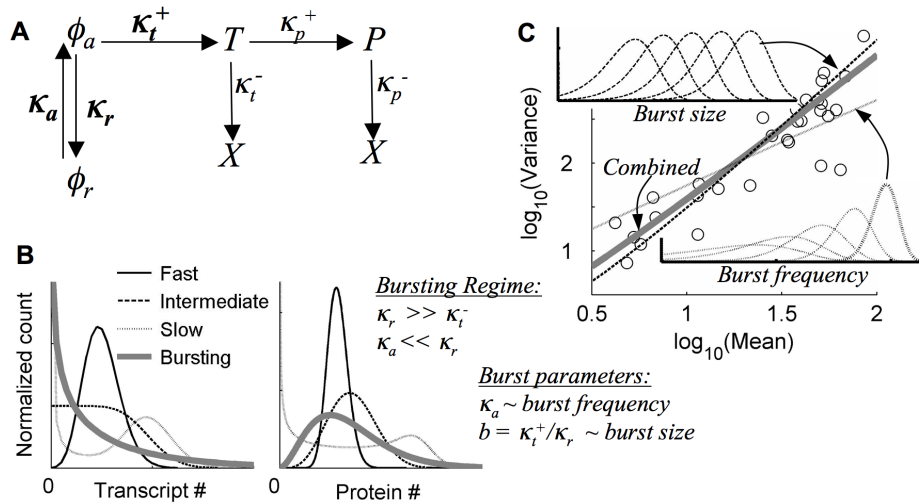 A
ϕa κt+ T κp+ P
κa κr κt- κp-
ϕr X X
B
Fast
Intermediate
Slow
Bursting
Normalized count
0 Transcript #
0 Protein #
Bursting Regime:
κr >> κt-
κa << κr
Burst parameters:
κa ~ burst frequency
b = κt+/κr ~ burst size
C
Burst size
Combined
Burst frequency
log10(Variance)
2
1
0.5 1 1.5 2
log10(Mean)